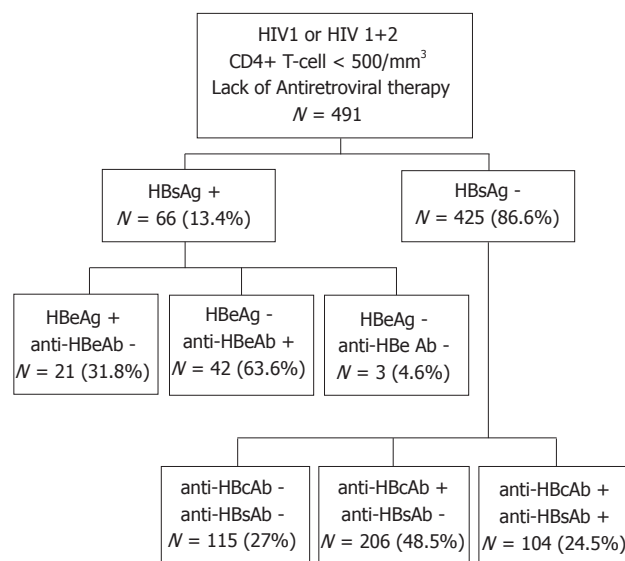 HIV1 or HIV 1+2
CD4+ T-cell < 500/mm³
Lack of Antiretroviral therapy
N = 491
HBsAg +
N = 66 (13.4%)
HBsAg -
N = 425 (86.6%)
HBeAg +
anti-HBeAb -
N = 21 (31.8%)
HBeAg -
anti-HBeAb +
N = 42 (63.6%)
HBeAg -
anti-HBe Ab -
N = 3 (4.6%)
anti-HBcAb -
anti-HBsAb -
N = 115 (27%)
anti-HBcAb +
anti-HBsAb -
N = 206 (48.5%)
anti-HBcAb +
anti-HBsAb +
N = 104 (24.5%)